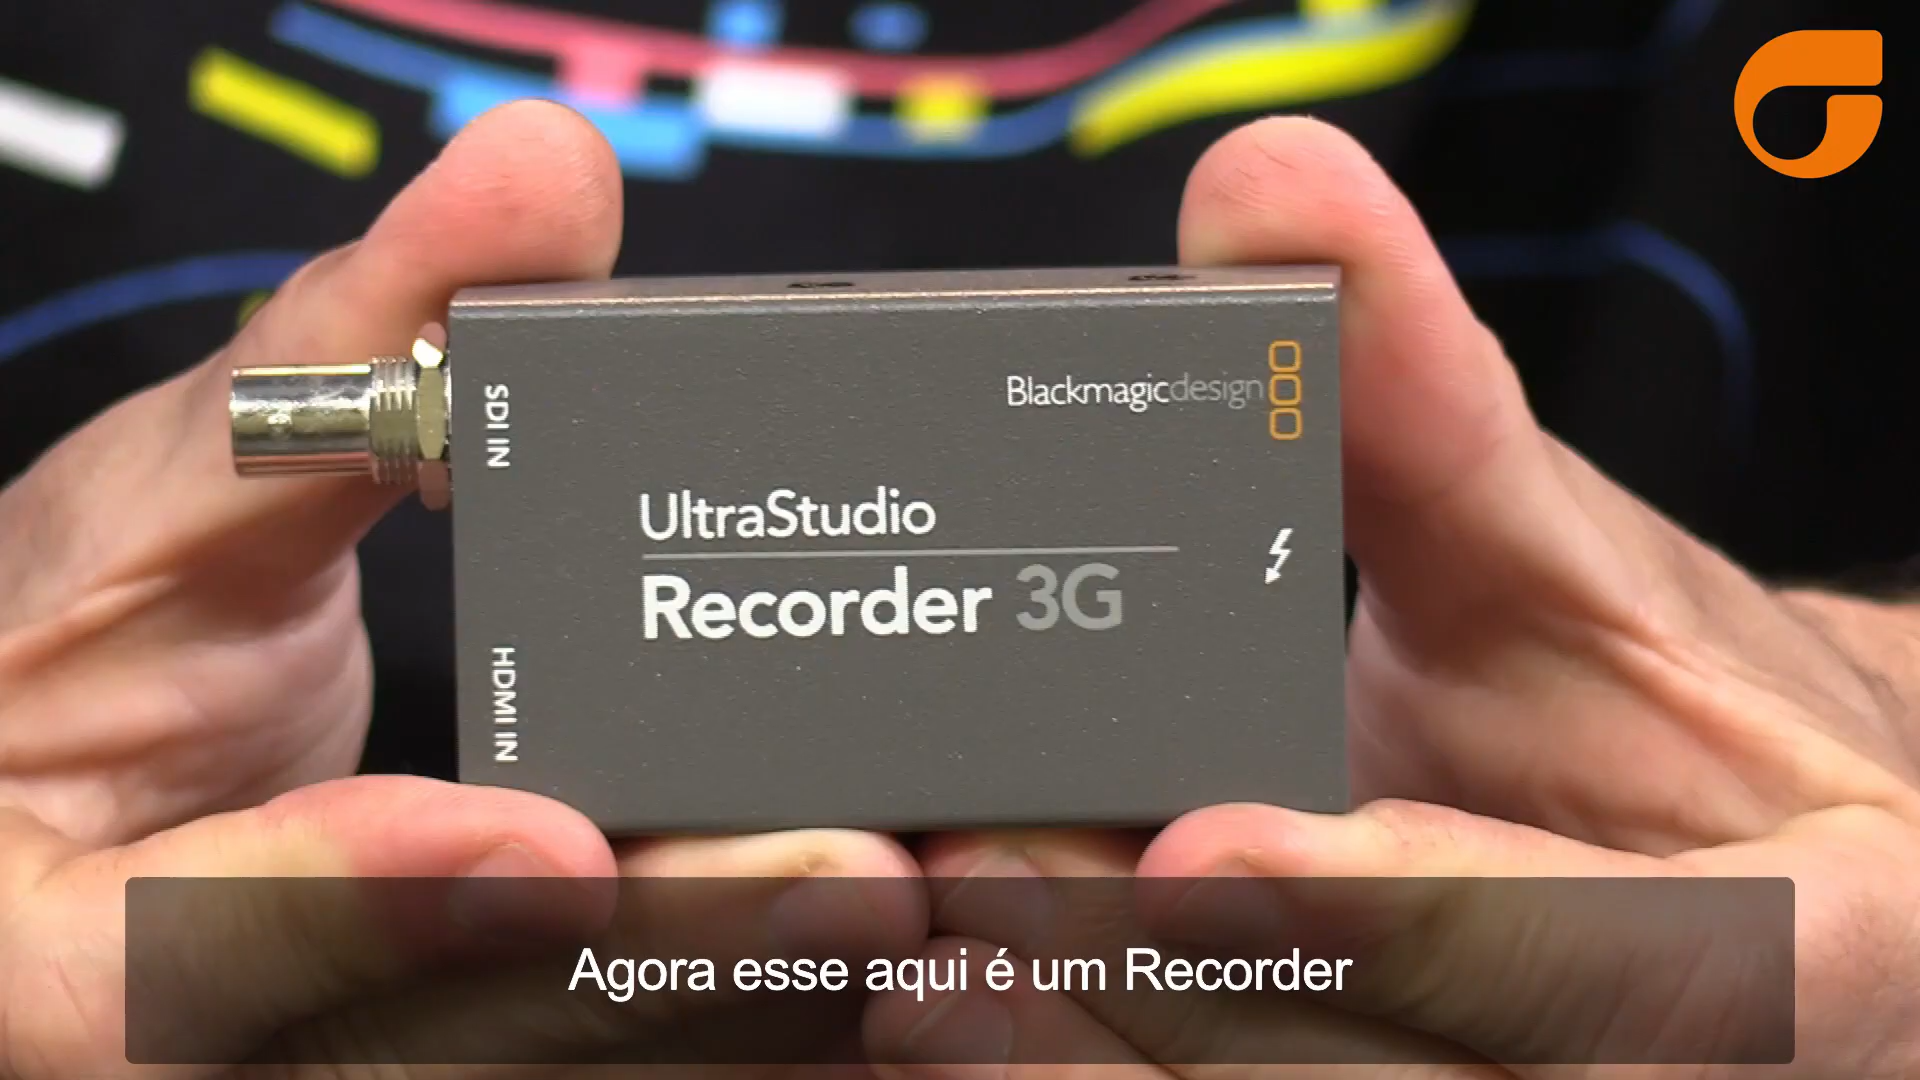 SDI IN
Blackmagicdesign
UltraStudio
Recorder 3G
HDMI IN
Agora esse aqui é um Recorder